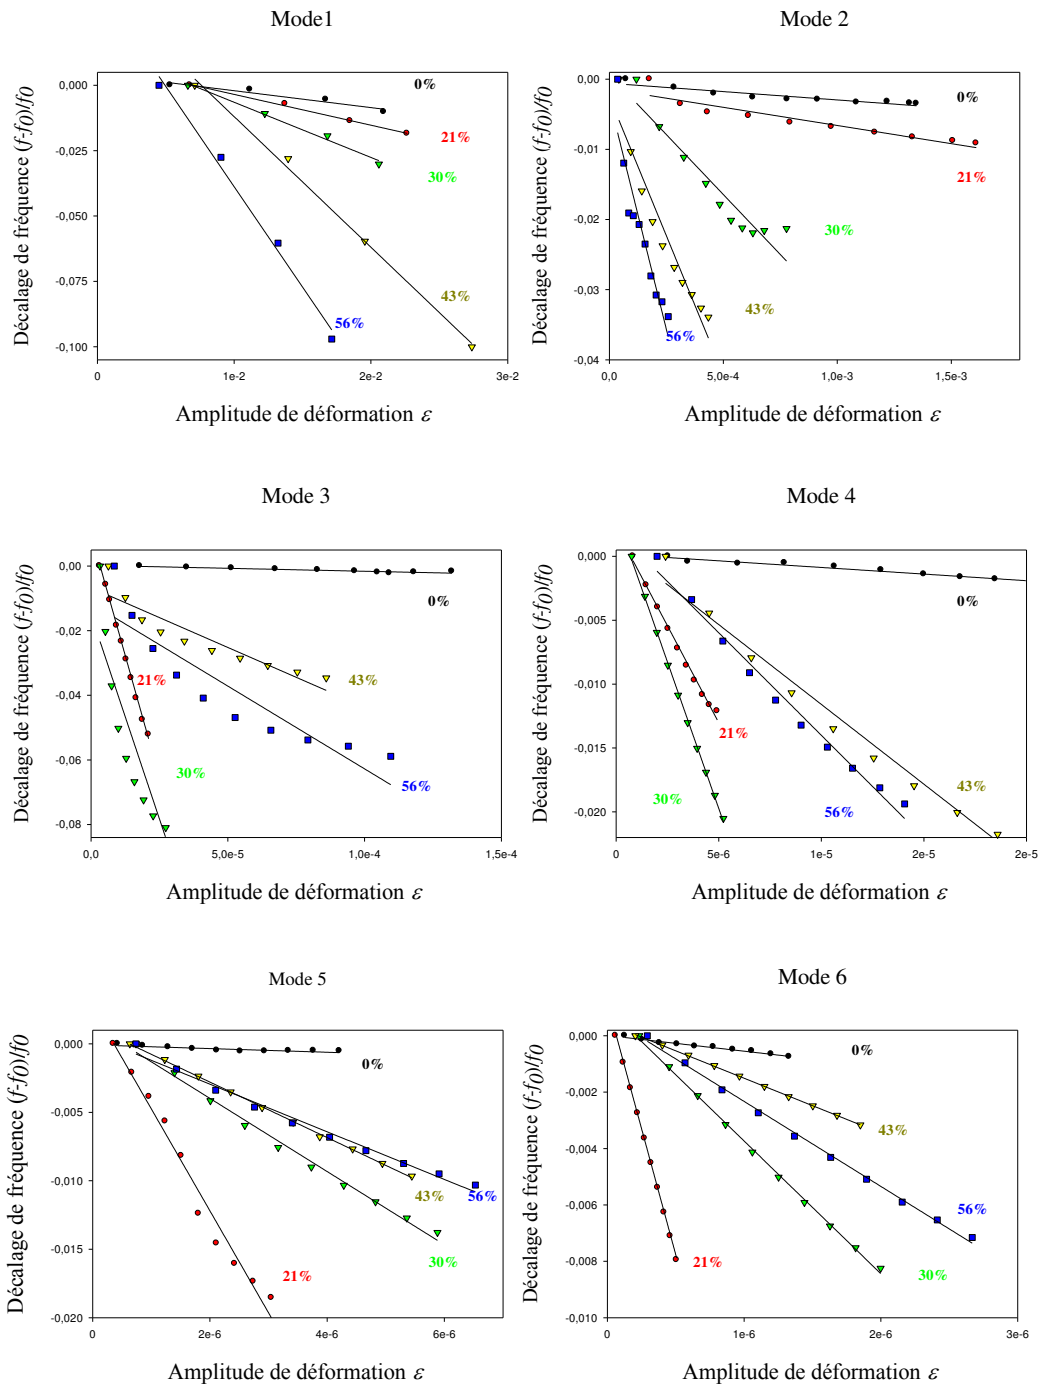 Mode1
Mode 2
Décalage de fréquence (f-f0)/f0
0,000
-0,025
-0,050
-0,075
-0,100
0%
21%
30%
43%
56%
0
1e-2
2e-2
3e-2
Amplitude de déformation ε
Décalage de fréquence (f-f0)/f0
0,00
-0,01
-0,02
-0,03
-0,04
0%
21%
30%
43%
56%
0,0
5,0e-4
1,0e-3
1,5e-3
Amplitude de déformation ε
Mode 3
Mode 4
Décalage de fréquence (f-f0)/f0
0,00
-0,02
-0,04
-0,06
-0,08
0%
43%
21%
30%
56%
0,0
5,0e-5
1,0e-4
1,5e-4
Amplitude de déformation ε
Décalage de fréquence (f-f0)/f0
0,000
-0,005
-0,010
-0,015
-0,020
0%
21%
43%
30%
56%
0
5e-6
1e-5
2e-5
2e-5
Amplitude de déformation ε
Mode 5
Mode 6
Décalage de fréquence (f-f0)/f0
0,000
-0,005
-0,010
-0,015
-0,020
0%
43%
56%
30%
21%
0
2e-6
4e-6
6e-6
Amplitude de déformation ε
Décalage de fréquence (f-f0)/f0
0,000
-0,002
-0,004
-0,006
-0,008
-0,010
0%
43%
56%
21%
30%
0
1e-6
2e-6
3e-6
Amplitude de déformation ε